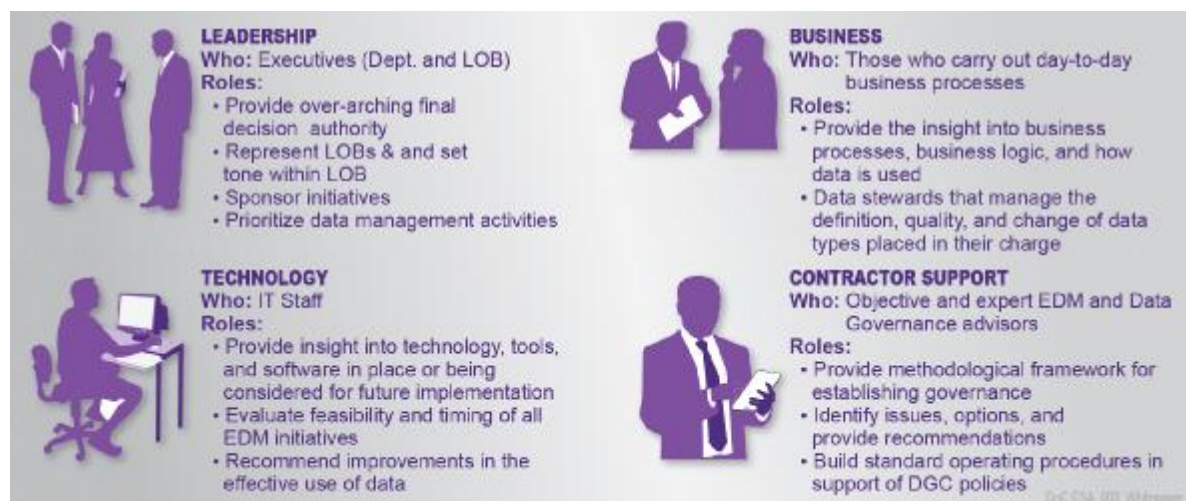 LEADERSHIP
Who: Executives (Dept. and LOB)
Roles:
• Provide over-arching final
decision authority
• Represent LOBs & and set
tone within LOB
• Sponsor initiatives
• Prioritize data management activities
BUSINESS
Who: Those who carry out day-to-day
business processes
Roles:
• Provide the insight into business
processes, business logic, and how
data is used
• Data stewards that manage the
definition, quality, and change of data
types placed in their charge
TECHNOLOGY
Who: IT Staff
Roles:
• Provide insight into technology, tools,
and software in place or being
considered for future implementation
• Evaluate feasibility and timing of all
EDM initiatives
• Recommend improvements in the
effective use of data
CONTRACTOR SUPPORT
Who: Objective and expert EDM and Data
Governance advisors
Roles:
• Provide methodological framework for
establishing governance
• Identify issues, options, and
provide recommendations
• Build standard operating procedures in
support of DGC policies